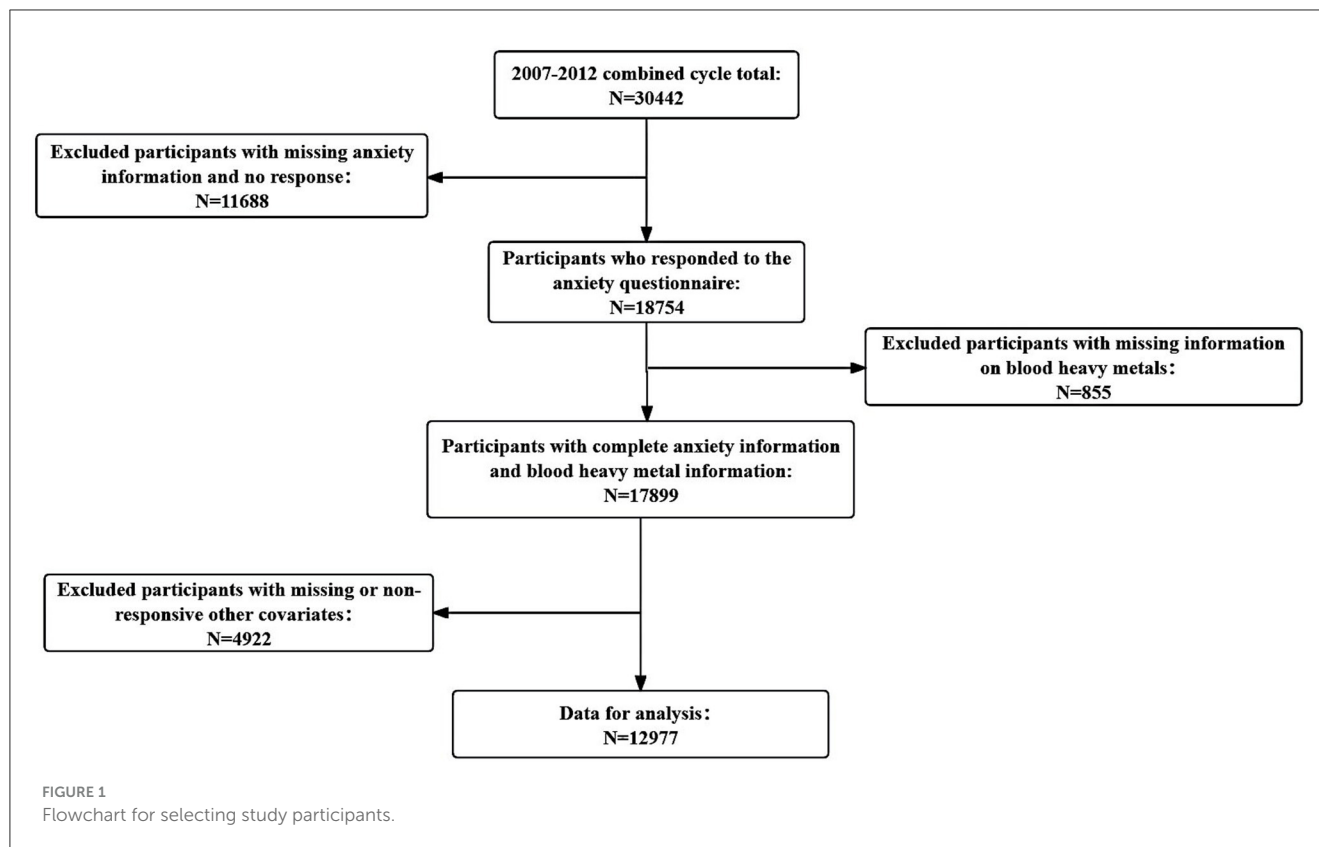 2007-2012 combined cycle total:
N=30442
Excluded participants with missing anxiety
information and no response：
N=11688
Participants who responded to the
anxiety questionnaire:
N=18754
Excluded participants with missing information
on blood heavy metals：
N=855
Participants with complete anxiety information
and blood heavy metal information:
N=17899
Excluded participants with missing or non-
responsive other covariates：
N=4922
Data for analysis：
N=12977
FIGURE 1
Flowchart for selecting study participants.